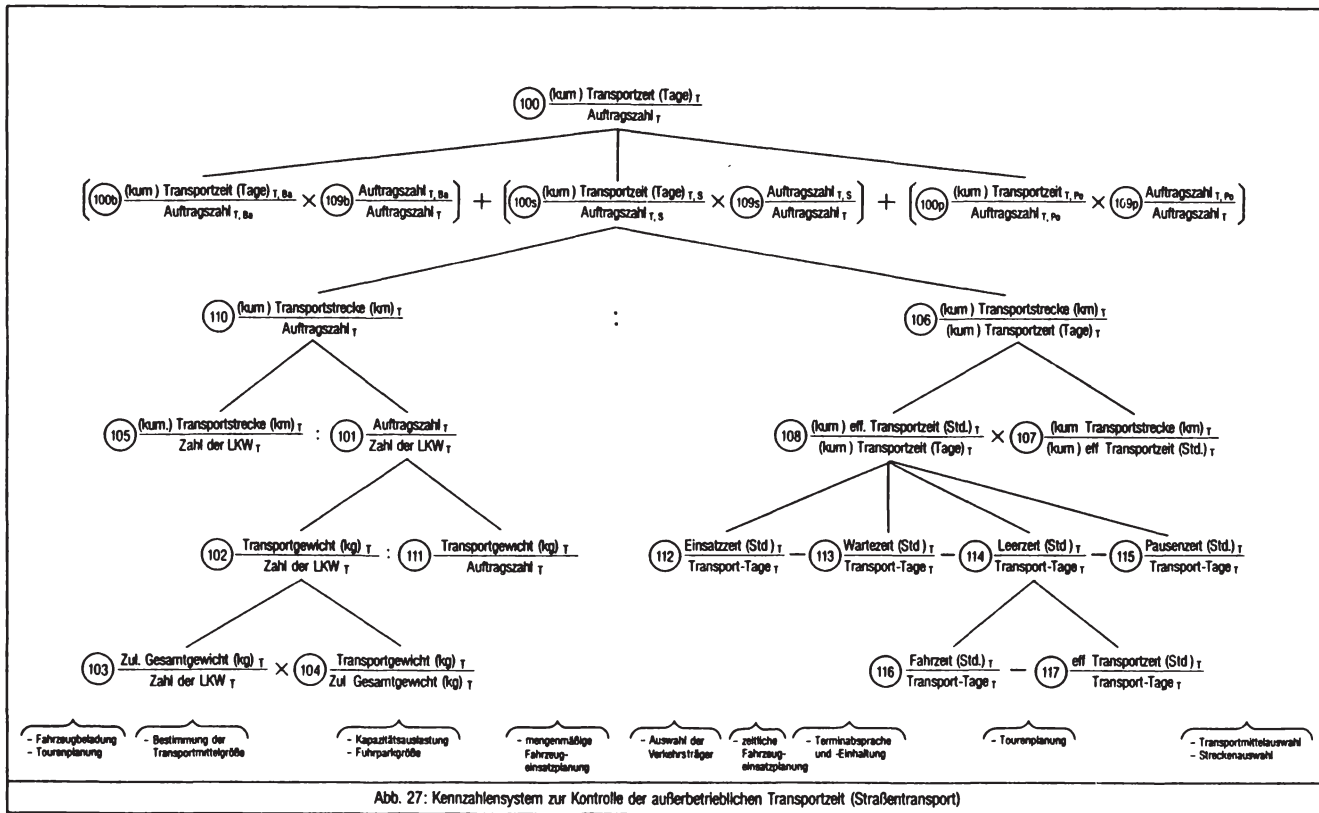 100 (kum) Transportzeit (Tage) T
Auftragszahl T
[ 100b (kum) Transportzeit (Tage) T, Ba × 109b Auftragszahl T, Ba ] + [ 100s (kum) Transportzeit (Tage) T, S × 109s Auftragszahl T, S ] + [ 100p (kum) Transportzeit T, Po × 109p Auftragszahl T, Po ]
Auftragszahl T, Ba Auftragszahl T Auftragszahl T, S Auftragszahl T Auftragszahl T, Po Auftragszahl T
110 (kum) Transportstrecke (km) T : 106 (kum) Transportstrecke (km) T
Auftragszahl T (kum) Transportzeit (Tage) T
105 (kum.) Transportstrecke (km) T : 101 Auftragszahl T
Zahl der LKW T Zahl der LKW T
108 (kum) eff. Transportzeit (Std.) T × 107 (kum Transportstrecke (km) T
(kum) Transportzeit (Tage) T (kum) eff Transportzeit (Std.) T
102 Transportgewicht (kg) T : 111 Transportgewicht (kg) T
Zahl der LKW T Auftragszahl T
112 Einsatzzeit (Std) T – 113 Wartezeit (Std) T – 114 Leerzeit (Std) T – 115 Pausenzeit (Std.) T
Transport-Tage T Transport-Tage T Transport-Tage T Transport-Tage T
103 Zul. Gesamtgewicht (kg) T × 104 Transportgewicht (kg) T
Zahl der LKW T Zul Gesamtgewicht (kg) T
116 Fahrzeit (Std.) T – 117 eff Transportzeit (Std) T
Transport-Tage T Transport-Tage T
- Fahrzeugbeladung
- Tourenplanung
- Bestimmung der
Transportmittelgröße
- Kapazitätsauslastung
- Fuhrparkgröße
- mengenmäßige
Fahrzeug-
einsatzplanung
- Auswahl der
Verkehrsträger
- zeitliche
Fahrzeug-
einsatzplanung
- Terminabsprache
und -Einhaltung
- Tourenplanung
- Transportmittelauswahl
- Streckenauswahl
Abb. 27: Kennzahlensystem zur Kontrolle der außerbetrieblichen Transportzeit (Straßentransport)